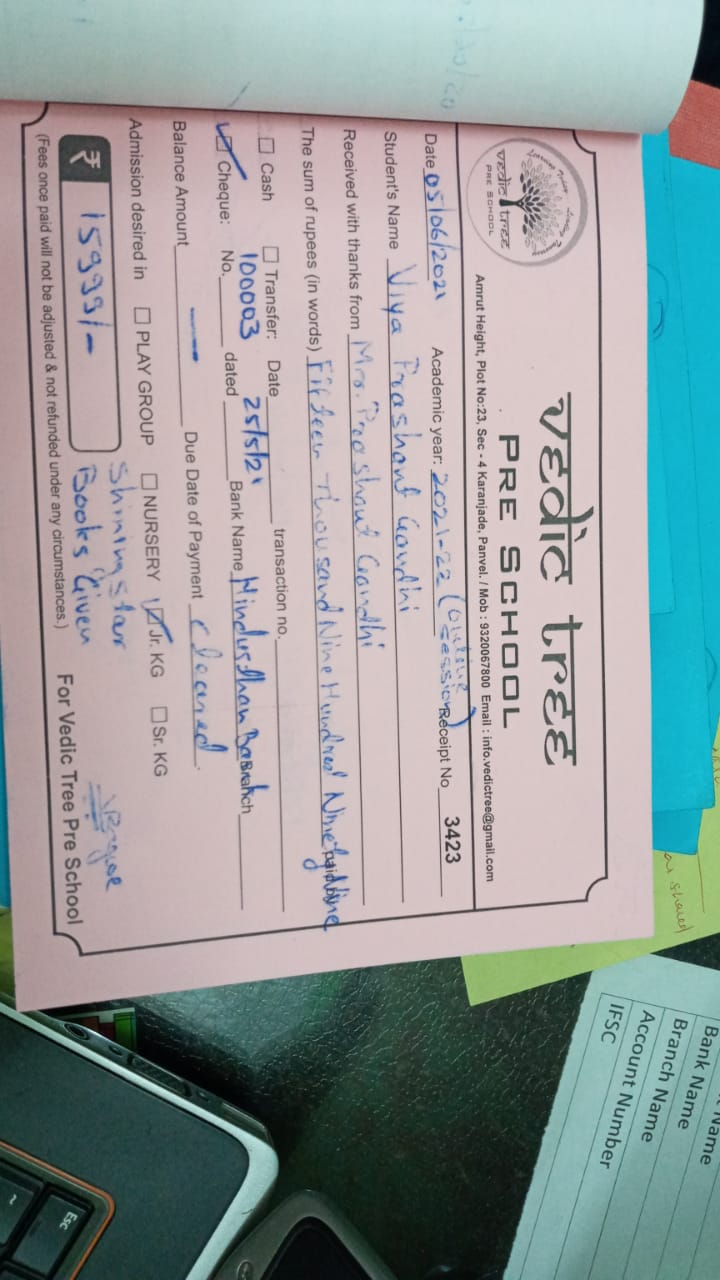 vedic tree
PRE SCHOOL
vedic tree
PRE SCHOOL
Amrut Height, Plot No:23, Sec - 4 Karanjade, Panvel. / Mob : 9320067800 Email : info.vedictree@gmail.com
Date 05/06/2021 Academic year: 2021-22 (Online Session) Receipt No 3423
Student's Name Viya Prashant Gandhi
Received with thanks from Mrs. Prashant Gandhi
The sum of rupees (in words) Fifteen Thousand Nine Hundred Ninety Nine paid by
Cash Transfer: Date transaction no.
Cheque: No. 100003 dated 25/5/21 Bank Name Hindusthan Bank Branch
Balance Amount — Due Date of Payment Cleared.
Admission desired in PLAY GROUP NURSERY Jr. KG Sr. KG
₹ 15999/- Shining Star
Books Given
For Vedic Tree Pre School
(Fees once paid will not be adjusted & not refunded under any circumstances.)
Name
Bank Name
Branch Name
Account Number
IFSC
shared
ESC